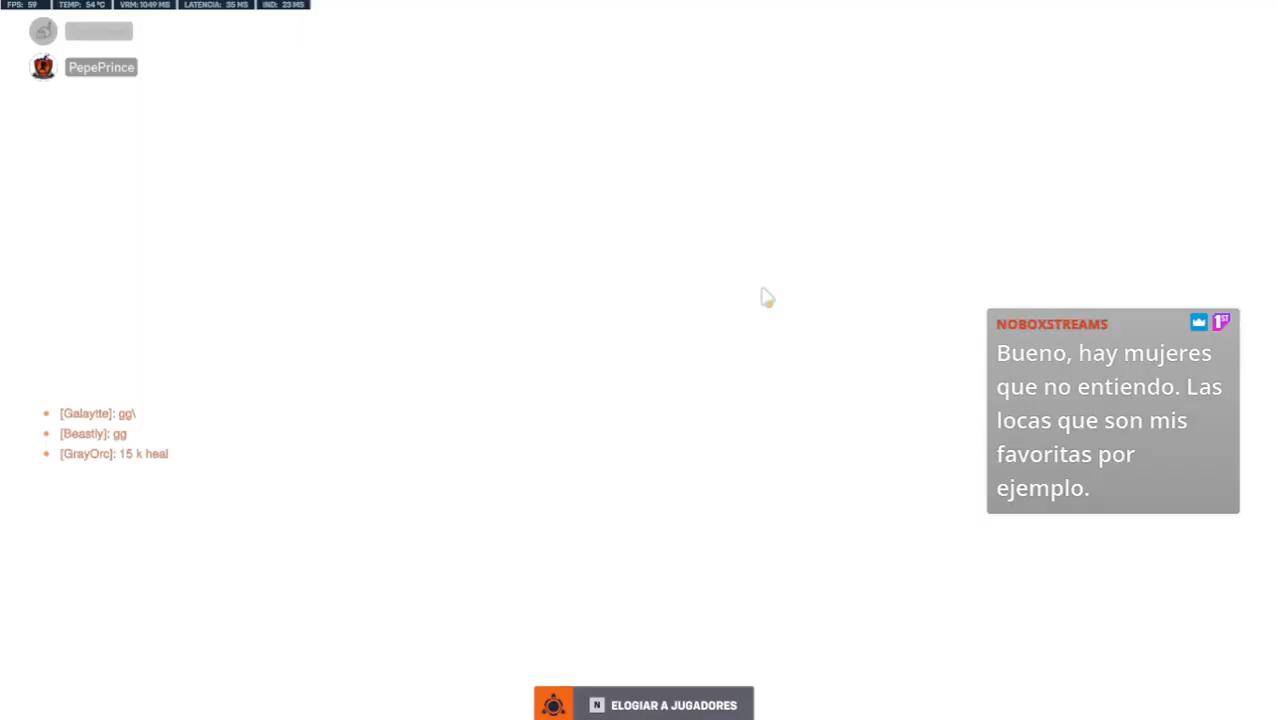 FPS: 59 TEMP: 54 ºC VRM: 1049 MB LATENCIA: 35 MS IND: 23 MS
PepePrince
NOBOXSTREAMS
Bueno, hay mujeres
que no entiendo. Las
locas que son mis
favoritas por
ejemplo.
[Galaytte]: gg\
[Beastly]: gg
[GrayOrc]: 15 k heal
N ELOGIAR A JUGADORES